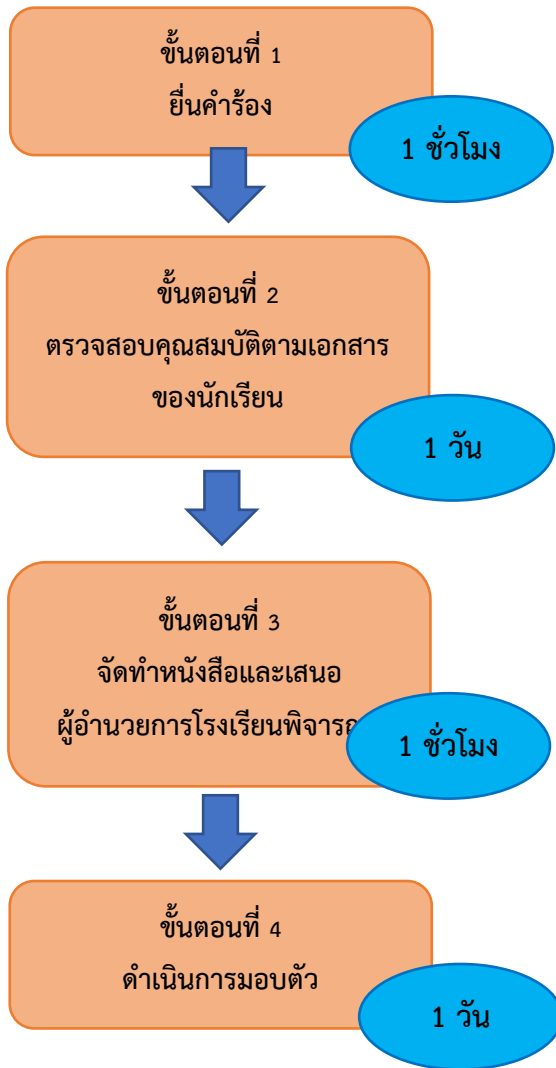 ขั้นตอนที่ 1
ยื่นคำร้อง
1 ชั่วโมง
ขั้นตอนที่ 2
ตรวจสอบคุณสมบัติตามเอกสาร
ของนักเรียน
1 วัน
ขั้นตอนที่ 3
จัดทำหนังสือและเสนอ
ผู้อำนวยการโรงเรียน
1 ชั่วโมง
ขั้นตอนที่ 4
ดำเนินการมอบตัว
1 วัน